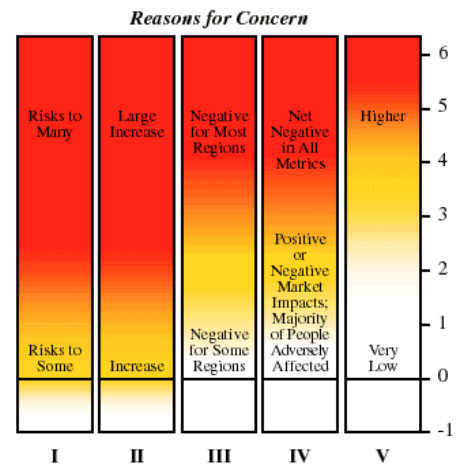 Reasons for Concern
Risks to
Many
Large
Increase
Negative
for Most
Regions
Net
Negative
in All
Metrics
Higher
Positive
or
Negative
Market
Impacts;
Majority
of People
Adversely
Affected
Risks to
Some
Increase
Negative
for Some
Regions
Very
Low
6
5
4
3
2
1
0
-1
I
II
III
IV
V